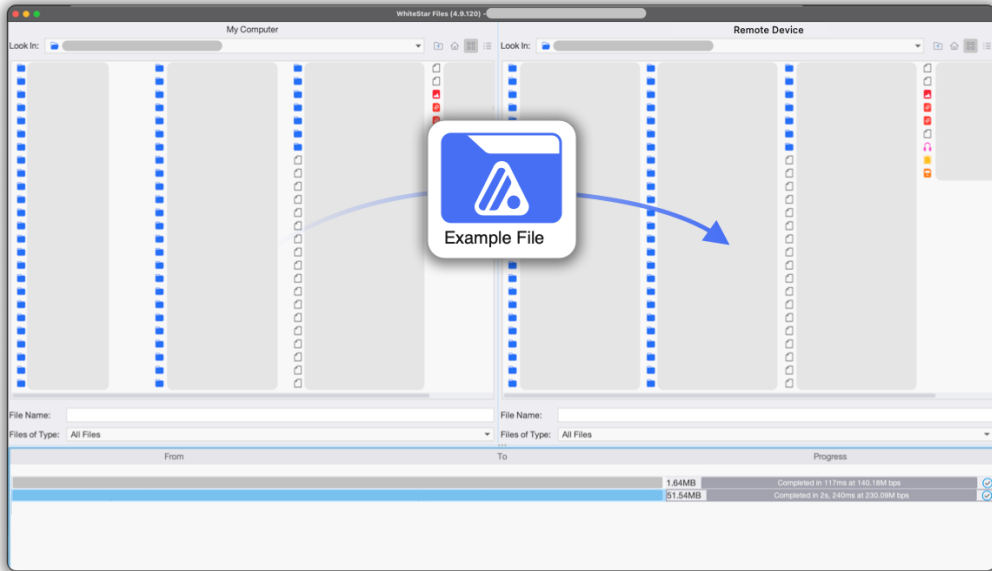 WhiteStar Files (4.9.120) -
My Computer
Remote Device
Look In:
Look In:
Example File
File Name:
File Name:
Files of Type: All Files
Files of Type: All Files
From To Progress
1.64MB Completed in 117ms at 140.18M bps
51.54MB Completed in 2s, 240ms at 230.09M bps